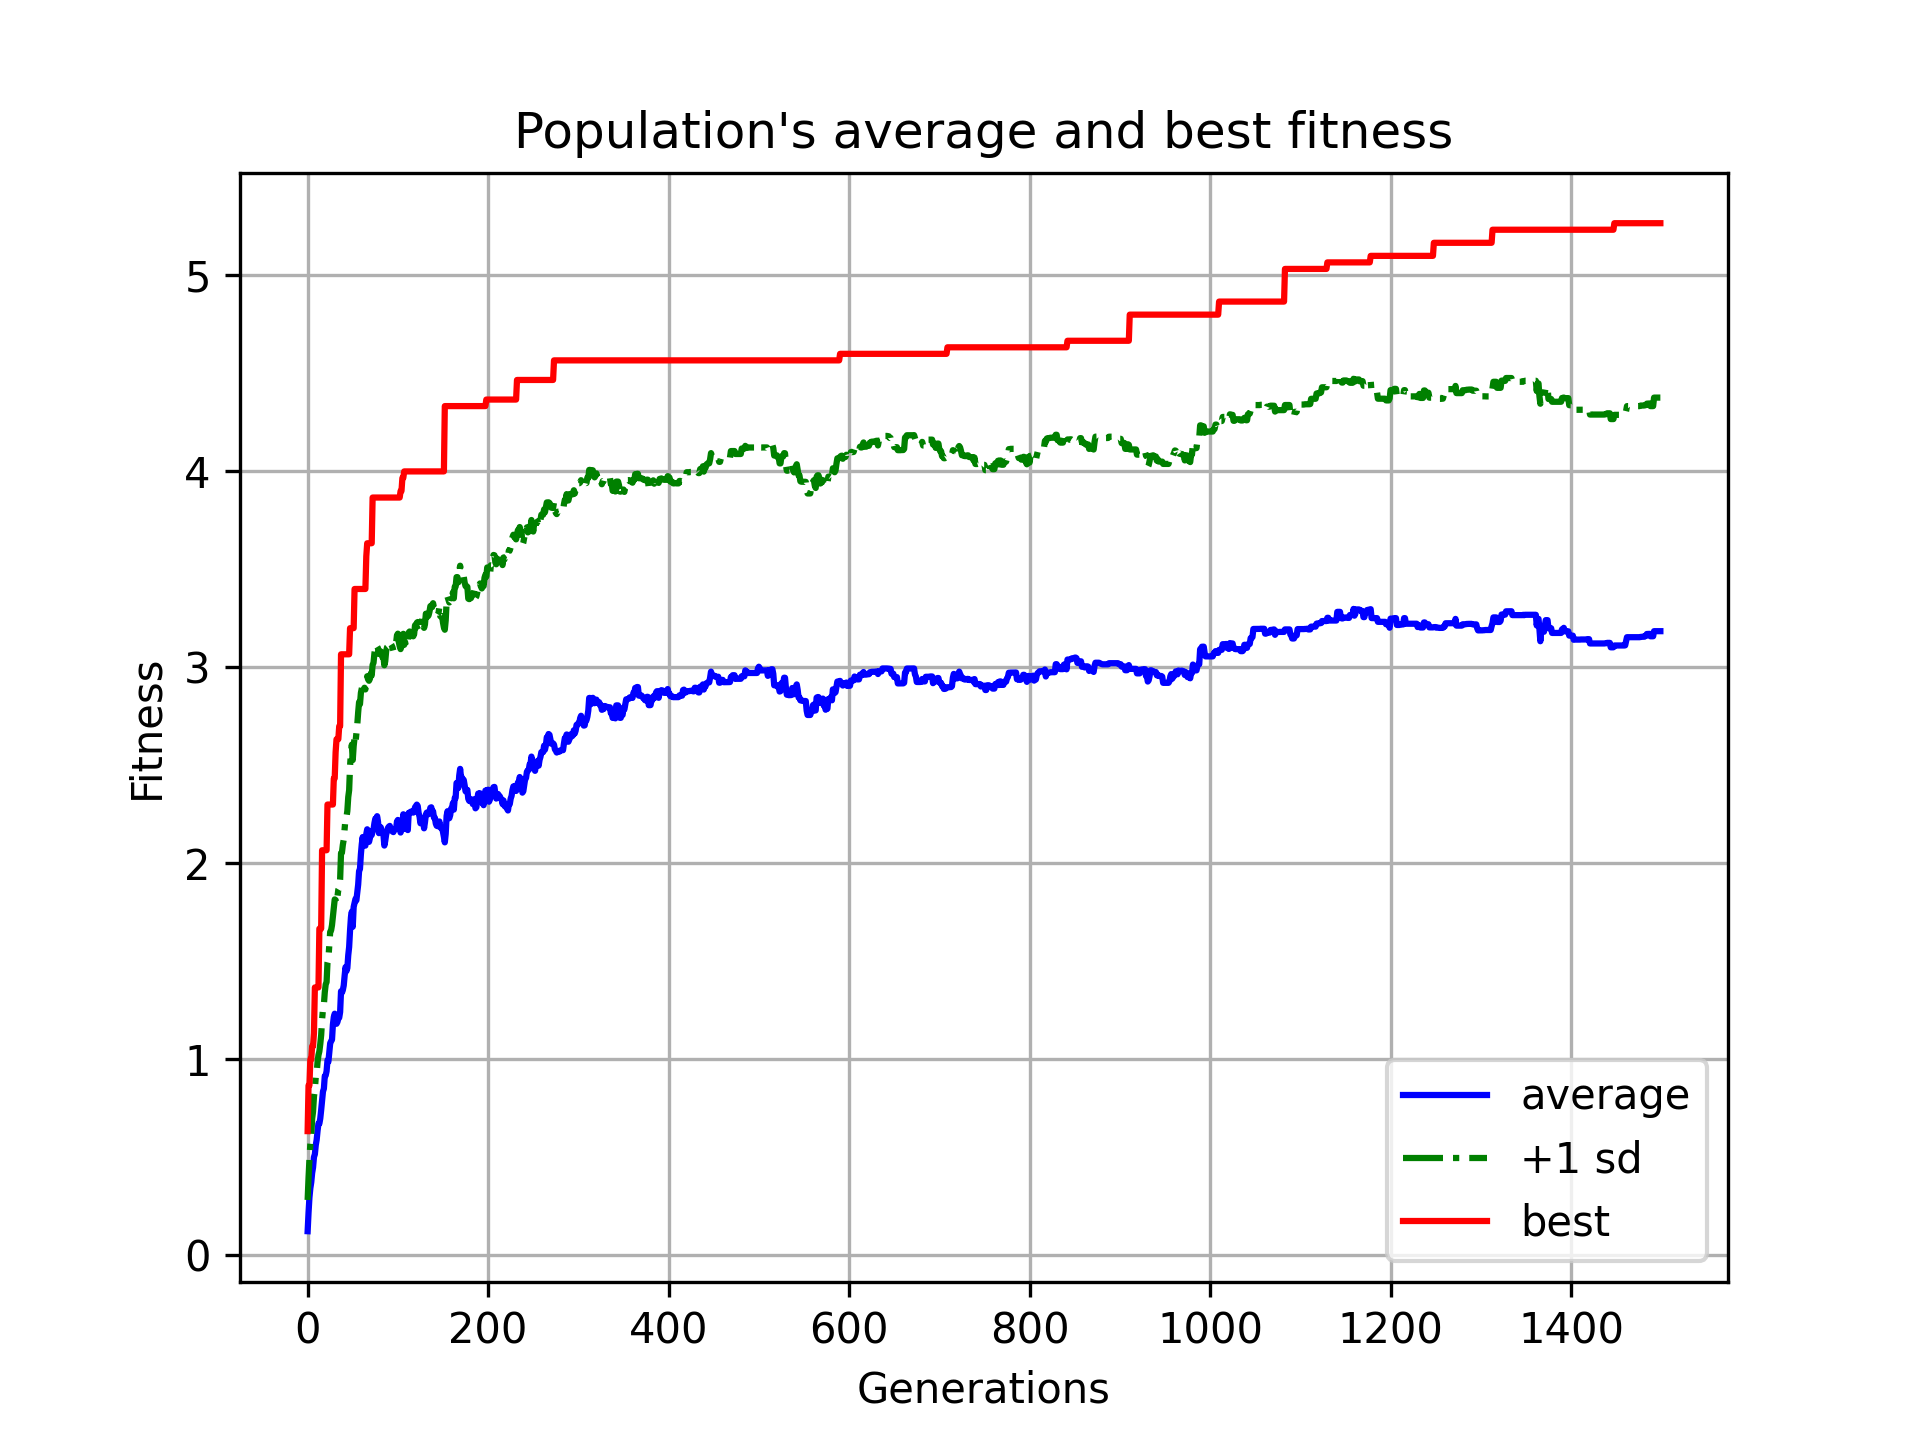 Population's average and best fitness
Fitness
5
4
3
2
1
0
average
+1 sd
best
0 200 400 600 800 1000 1200 1400
Generations